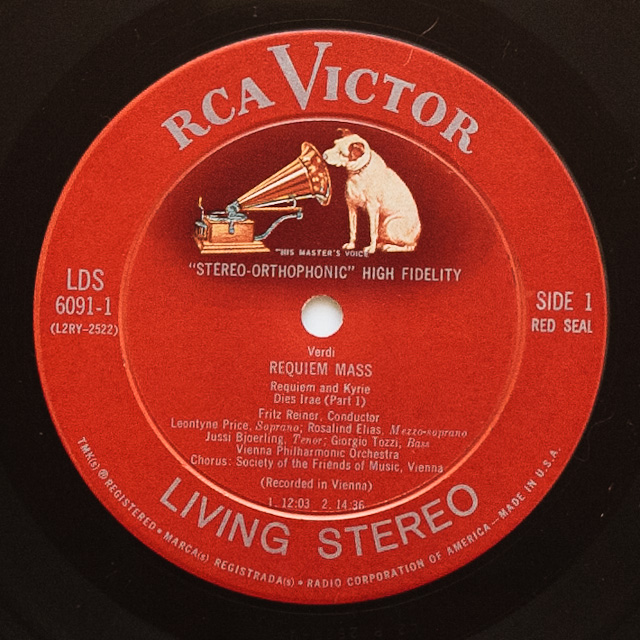 RCA VICTOR
"HIS MASTER'S VOICE"
"STEREO-ORTHOPHONIC" HIGH FIDELITY
LDS
6091-1
(L2RY-2522)
SIDE 1
RED SEAL
Verdi
REQUIEM MASS
Requiem and Kyrie
Dies Irae (Part 1)
Fritz Reiner, Conductor
Leontyne Price, Soprano; Rosalind Elias, Mezzo-soprano
Jussi Bjoerling, Tenor; Giorgio Tozzi, Bass
Vienna Philharmonic Orchestra
Chorus: Society of the Friends of Music, Vienna
(Recorded in Vienna)
1. 12:03 2. 14:36
LIVING STEREO
TMK(s) ® REGISTERED • MARCA(s) REGISTRADA(s) • RADIO CORPORATION OF AMERICA—MADE IN U.S.A.